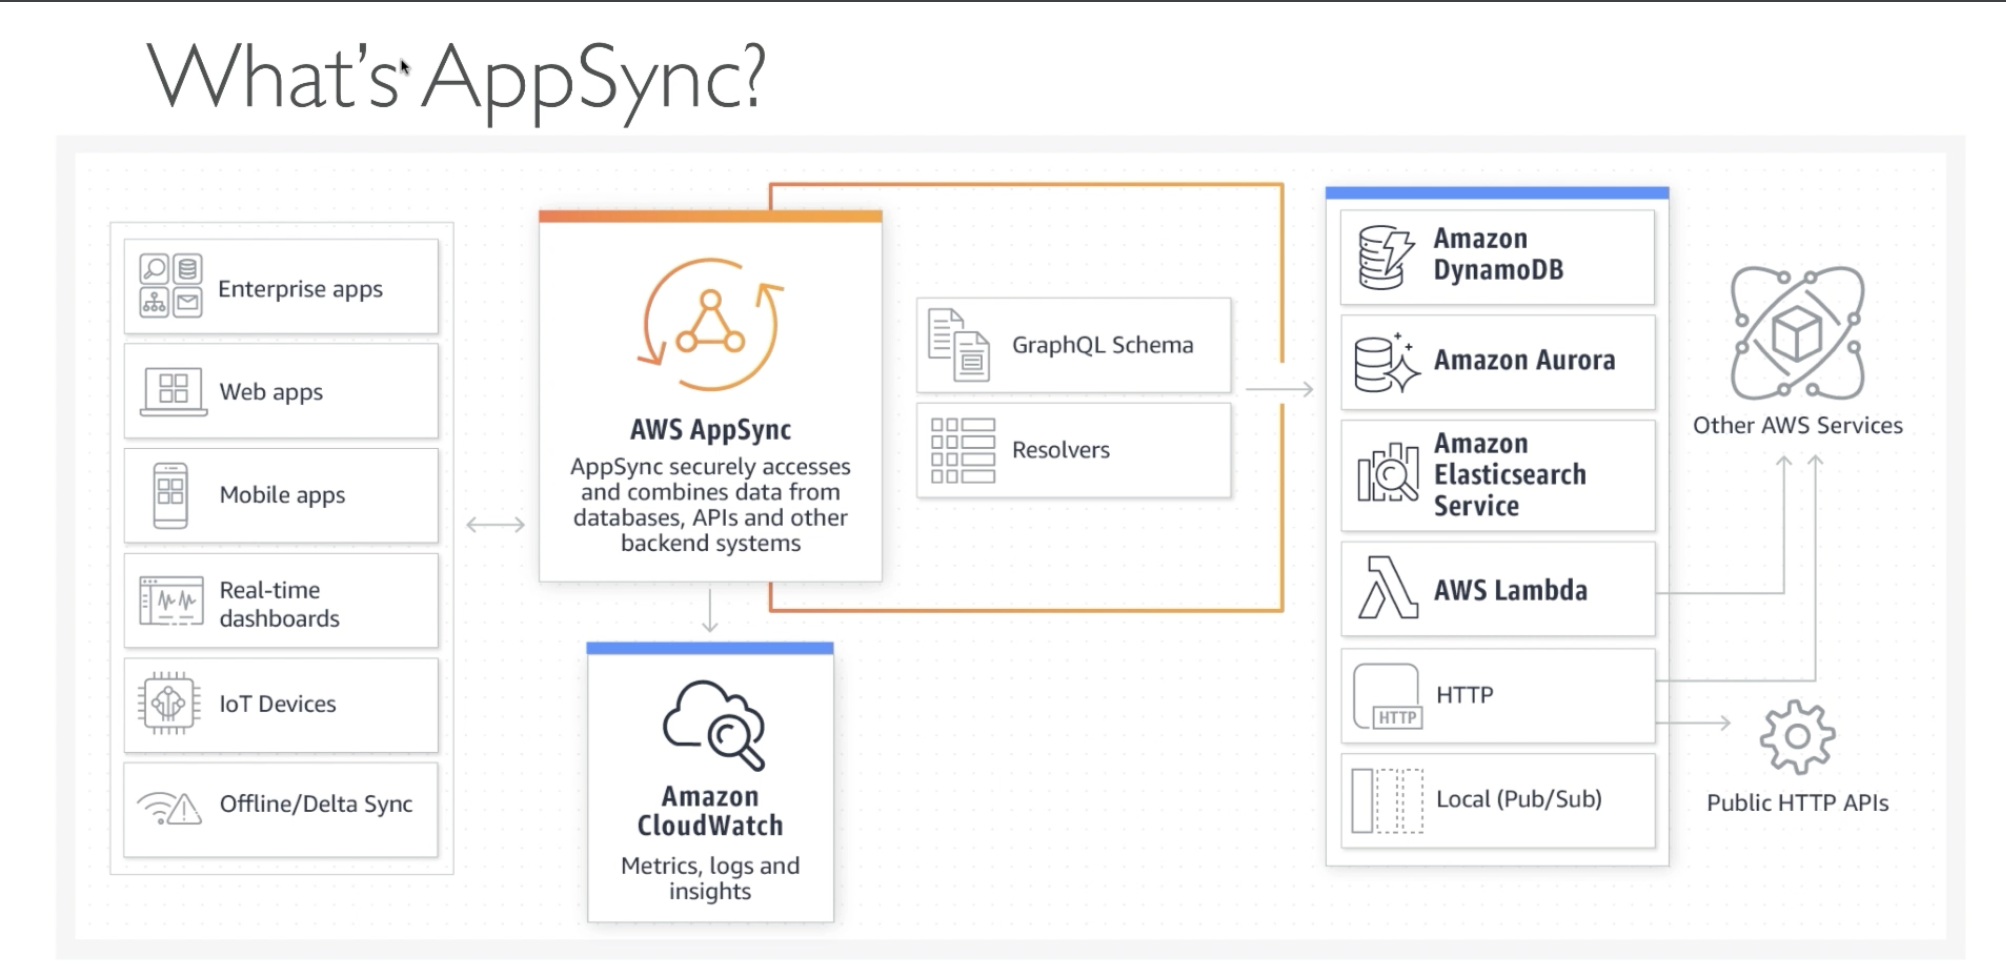 What's AppSync?
Enterprise apps
Web apps
Mobile apps
Real-time
dashboards
IoT Devices
Offline/Delta Sync
AWS AppSync
AppSync securely accesses
and combines data from
databases, APIs and other
backend systems
Amazon
CloudWatch
Metrics, logs and
insights
GraphQL Schema
Resolvers
Amazon
DynamoDB
Amazon Aurora
Amazon
Elasticsearch
Service
AWS Lambda
HTTP
HTTP
Local (Pub/Sub)
Other AWS Services
Public HTTP APIs